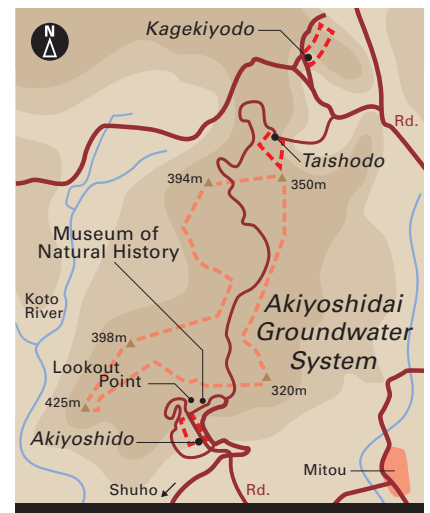 N
Kagekiyodo
Rd.
Taishodo
394m
350m
Museum of
Natural History
Koto
River
Akiyoshidai
Groundwater
System
398m
Lookout
Point
320m
425m
Akiyoshido
Mitou
Shuho
Rd.